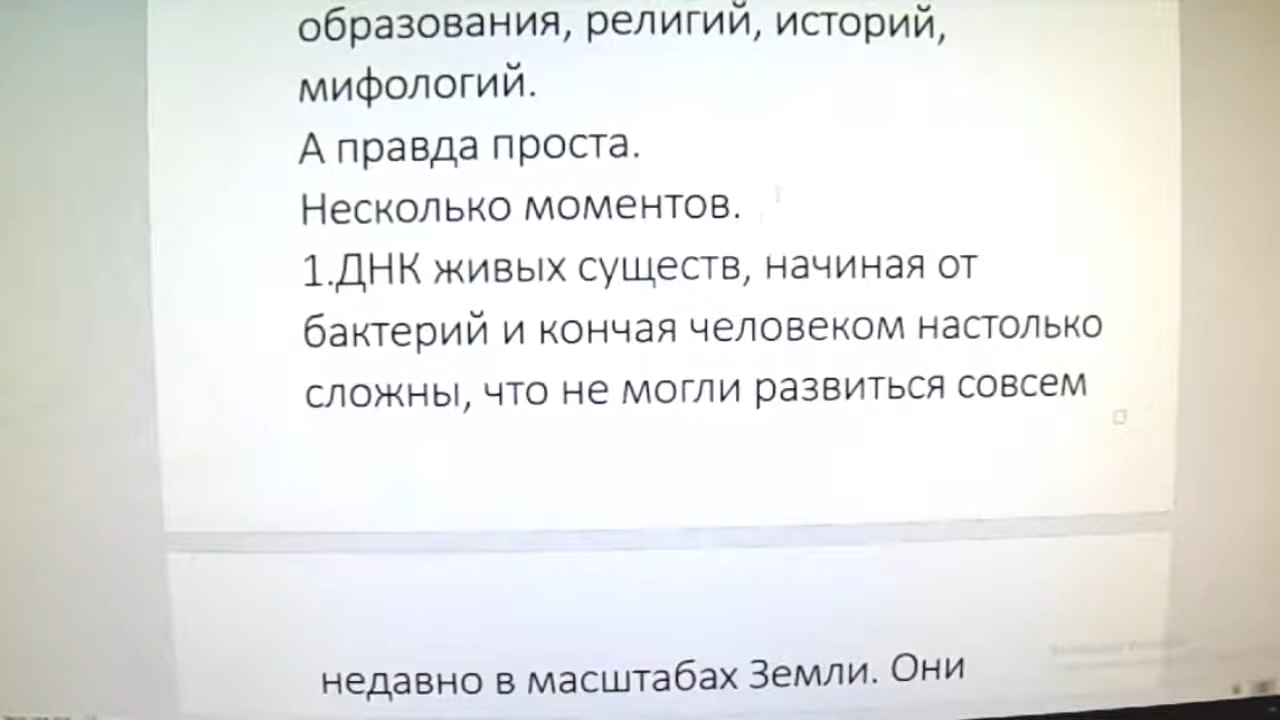 образования, религий, историй,
мифологий.
А правда проста.
Несколько моментов.
1.ДНК живых существ, начиная от
бактерий и кончая человеком настолько
сложны, что не могли развиться совсем
недавно в масштабах Земли. Они